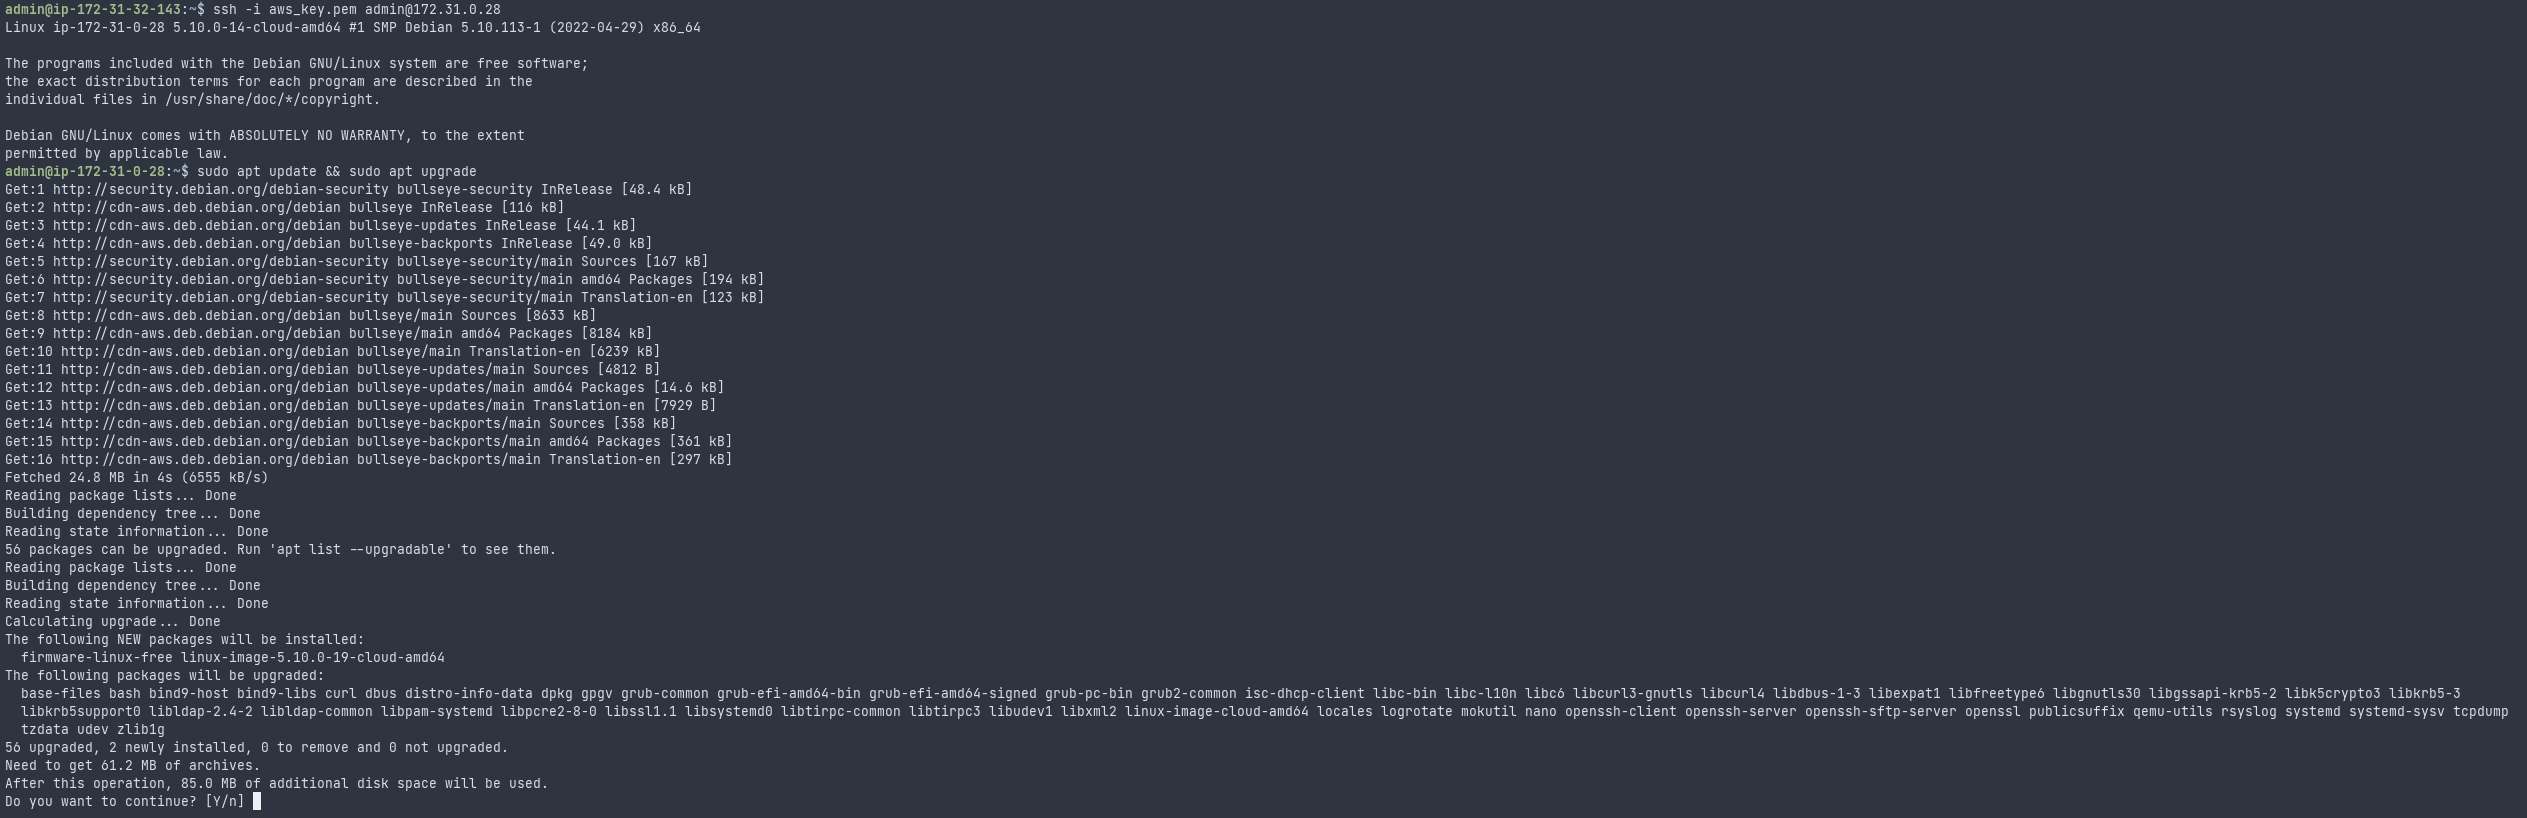 admin@ip-172-31-32-143:~$ ssh -i aws_key.pem admin@172.31.0.28
Linux ip-172-31-0-28 5.10.0-14-cloud-amd64 #1 SMP Debian 5.10.113-1 (2022-04-29) x86_64
The programs included with the Debian GNU/Linux system are free software;
the exact distribution terms for each program are described in the
individual files in /usr/share/doc/*/copyright.
Debian GNU/Linux comes with ABSOLUTELY NO WARRANTY, to the extent
permitted by applicable law.
admin@ip-172-31-0-28:~$ sudo apt update && sudo apt upgrade
Get:1 http://security.debian.org/debian-security bullseye-security InRelease [48.4 kB]
Get:2 http://cdn-aws.deb.debian.org/debian bullseye InRelease [116 kB]
Get:3 http://cdn-aws.deb.debian.org/debian bullseye-updates InRelease [44.1 kB]
Get:4 http://cdn-aws.deb.debian.org/debian bullseye-backports InRelease [49.0 kB]
Get:5 http://security.debian.org/debian-security bullseye-security/main Sources [167 kB]
Get:6 http://security.debian.org/debian-security bullseye-security/main amd64 Packages [194 kB]
Get:7 http://security.debian.org/debian-security bullseye-security/main Translation-en [123 kB]
Get:8 http://cdn-aws.deb.debian.org/debian bullseye/main Sources [8633 kB]
Get:9 http://cdn-aws.deb.debian.org/debian bullseye/main amd64 Packages [8184 kB]
Get:10 http://cdn-aws.deb.debian.org/debian bullseye/main Translation-en [6239 kB]
Get:11 http://cdn-aws.deb.debian.org/debian bullseye-updates/main Sources [4812 B]
Get:12 http://cdn-aws.deb.debian.org/debian bullseye-updates/main amd64 Packages [14.6 kB]
Get:13 http://cdn-aws.deb.debian.org/debian bullseye-updates/main Translation-en [7929 B]
Get:14 http://cdn-aws.deb.debian.org/debian bullseye-backports/main Sources [358 kB]
Get:15 http://cdn-aws.deb.debian.org/debian bullseye-backports/main amd64 Packages [361 kB]
Get:16 http://cdn-aws.deb.debian.org/debian bullseye-backports/main Translation-en [297 kB]
Fetched 24.8 MB in 4s (6555 kB/s)
Reading package lists... Done
Building dependency tree... Done
Reading state information... Done
56 packages can be upgraded. Run 'apt list --upgradable' to see them.
Reading package lists... Done
Building dependency tree... Done
Reading state information... Done
Calculating upgrade... Done
The following NEW packages will be installed:
firmware-linux-free linux-image-5.10.0-19-cloud-amd64
The following packages will be upgraded:
base-files bash bind9-host bind9-libs curl dbus distro-info-data dpkg gpgv grub-common grub-efi-amd64-bin grub-efi-amd64-signed grub-pc-bin grub2-common isc-dhcp-client libc-bin libc-l10n libc6 libcurl3-gnutls libcurl4 libdbus-1-3 libexpat1 libfreetype6 libgnutls30 libgssapi-krb5-2 libk5crypto3 libkrb5-3
libkrb5support0 libldap-2.4-2 libldap-common libpam-systemd libpcre2-8-0 libssl1.1 libsystemd0 libtirpc-common libtirpc3 libudev1 libxml2 linux-image-cloud-amd64 locales logrotate mokutil nano openssh-client openssh-server openssh-sftp-server openssl publicsuffix qemu-utils rsyslog systemd systemd-sysv tcpdump
tzdata udev zlib1g
56 upgraded, 2 newly installed, 0 to remove and 0 not upgraded.
Need to get 61.2 MB of archives.
After this operation, 85.0 MB of additional disk space will be used.
Do you want to continue? [Y/n]